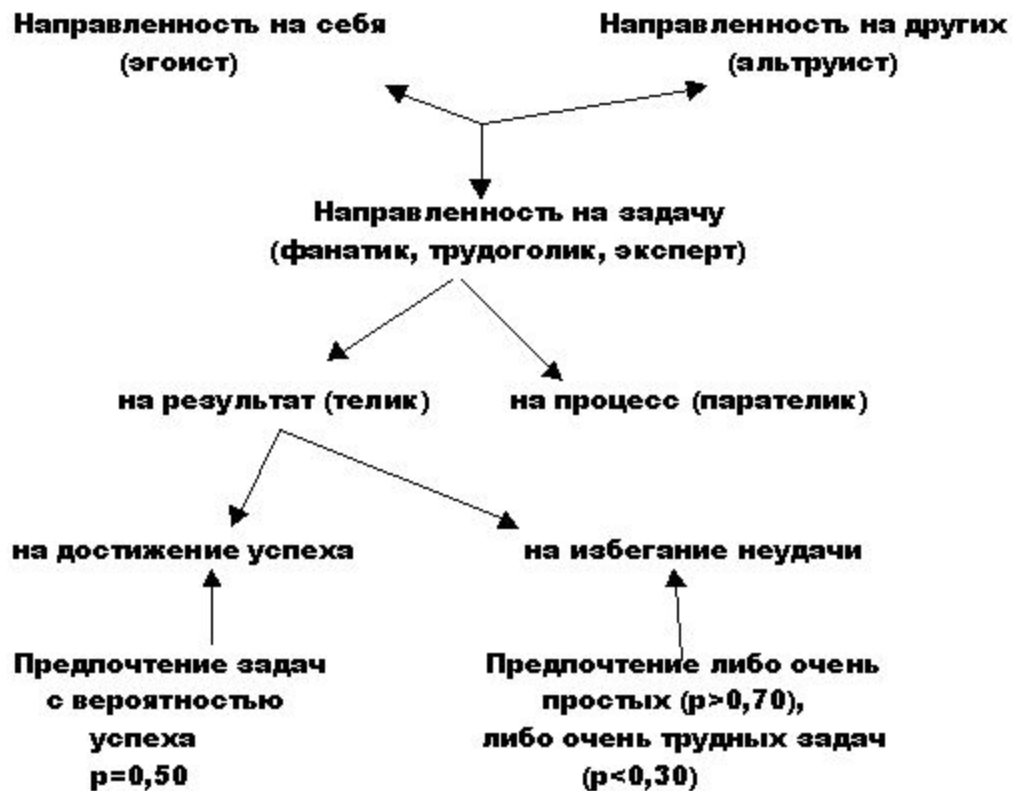 Направленность на себя
(эгоист)
Направленность на других
(альтруист)
Направленность на задачу
(фанатик, трудоголик, эксперт)
на результат (телик)
на процесс (парателик)
на достижение успеха
на избегание неудачи
Предпочтение задач
с вероятностью
успеха
p=0,50
Предпочтение либо очень
простых (p>0,70),
либо очень трудных задач
(p<0,30)